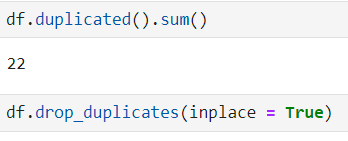 df.duplicated().sum()
22
df.drop_duplicates(inplace = True)